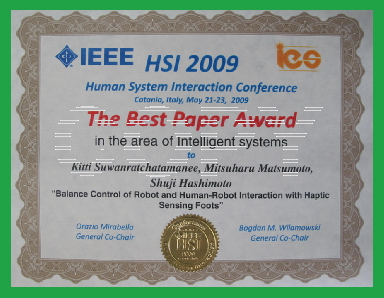 IEEE HSI 2009 ies
Human System Interaction Conference
Catania, Italy, May 21-23, 2009
The Best Paper Award
in the area of Intelligent systems
to
Kitti Suwanratchatamanee, Mitsuharu Matsumoto,
Shuji Hashimoto
"Balance Control of Robot and Human-Robot Interaction with Haptic
Sensing Foots"
Orazio Mirabella Bogdan M. Wilamowski
General Co-Chair General Co-Chair
IEEE
HSI